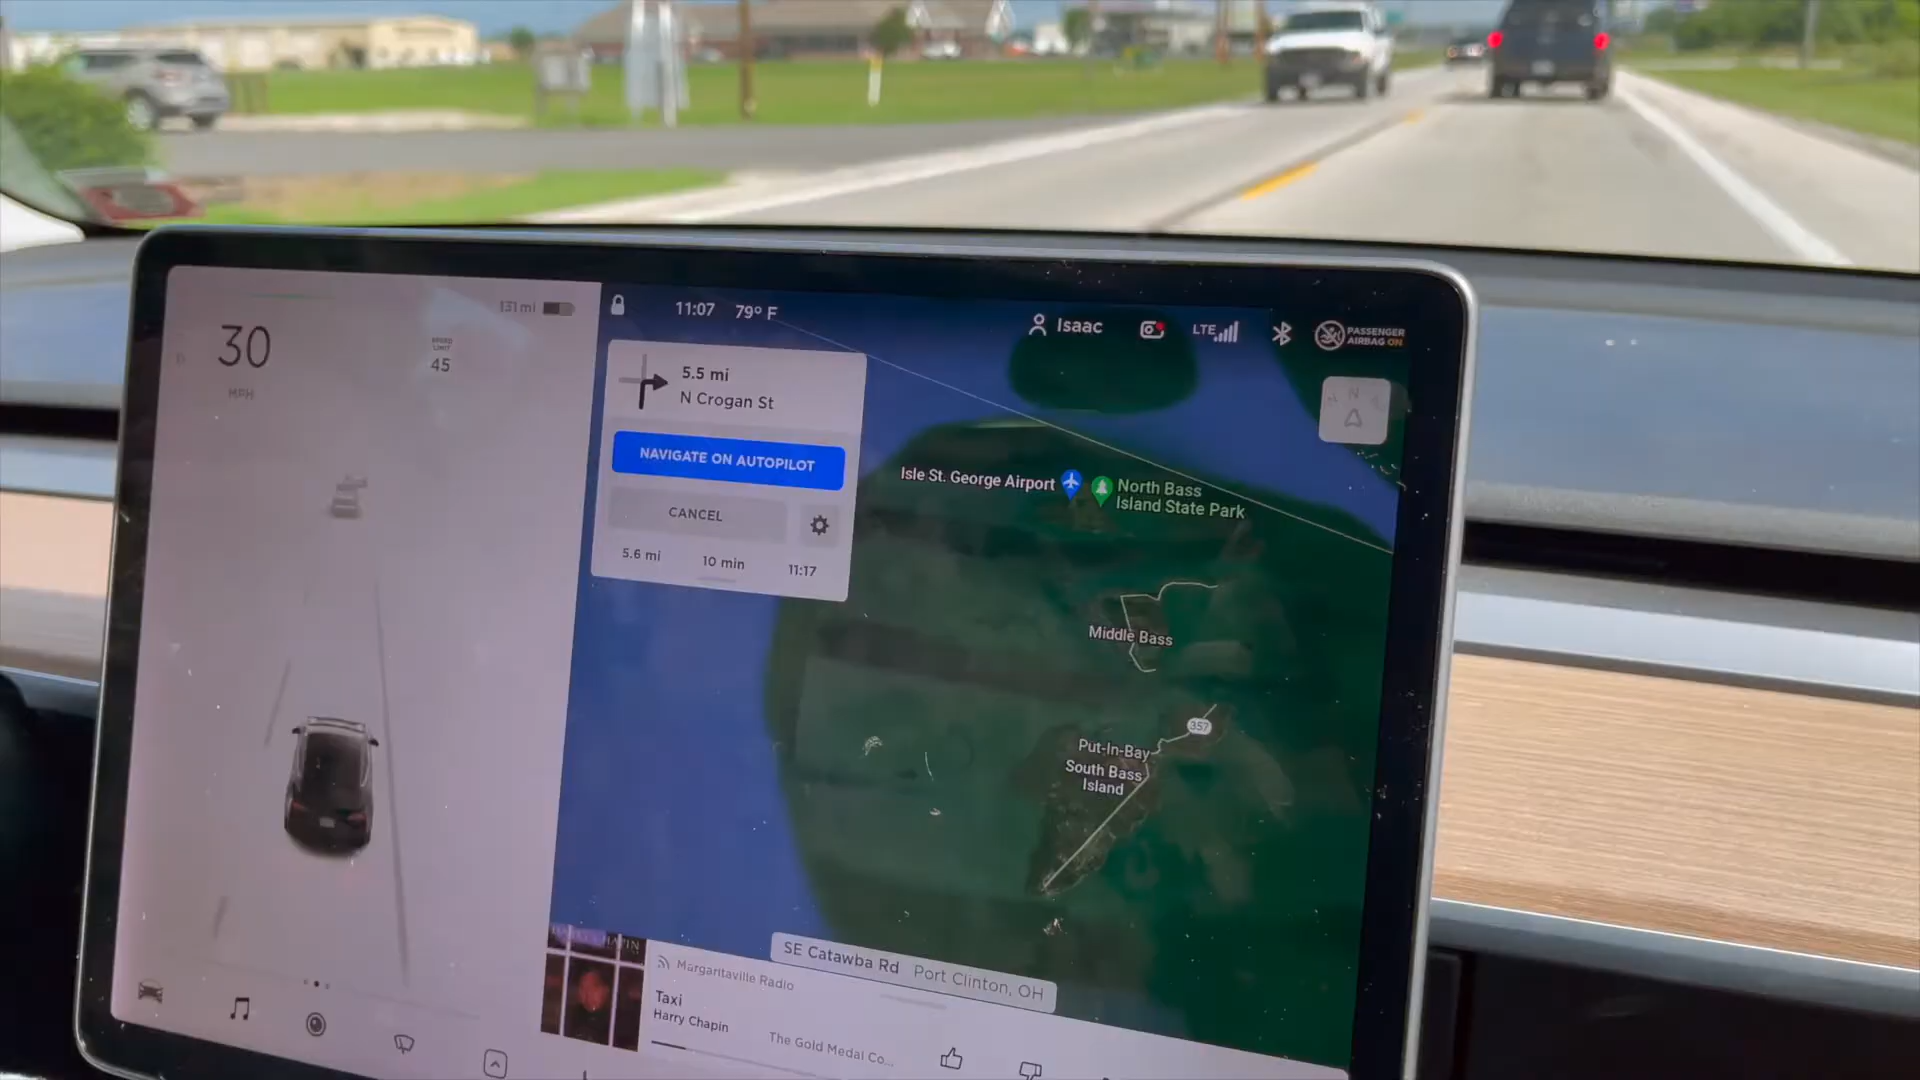 131 mi
30
MPH
SPEED
LIMIT
45
11:07 79° F
Isaac
LTE
PASSENGER
AIRBAG ON
N
5.5 mi
N Crogan St
NAVIGATE ON AUTOPILOT
CANCEL
5.6 mi 10 min 11:17
Isle St. George Airport
North Bass
Island State Park
Middle Bass
357
Put-In-Bay
South Bass
Island
SE Catawba Rd Port Clinton, OH
Margaritaville Radio
Taxi
Harry Chapin
The Gold Medal Co...